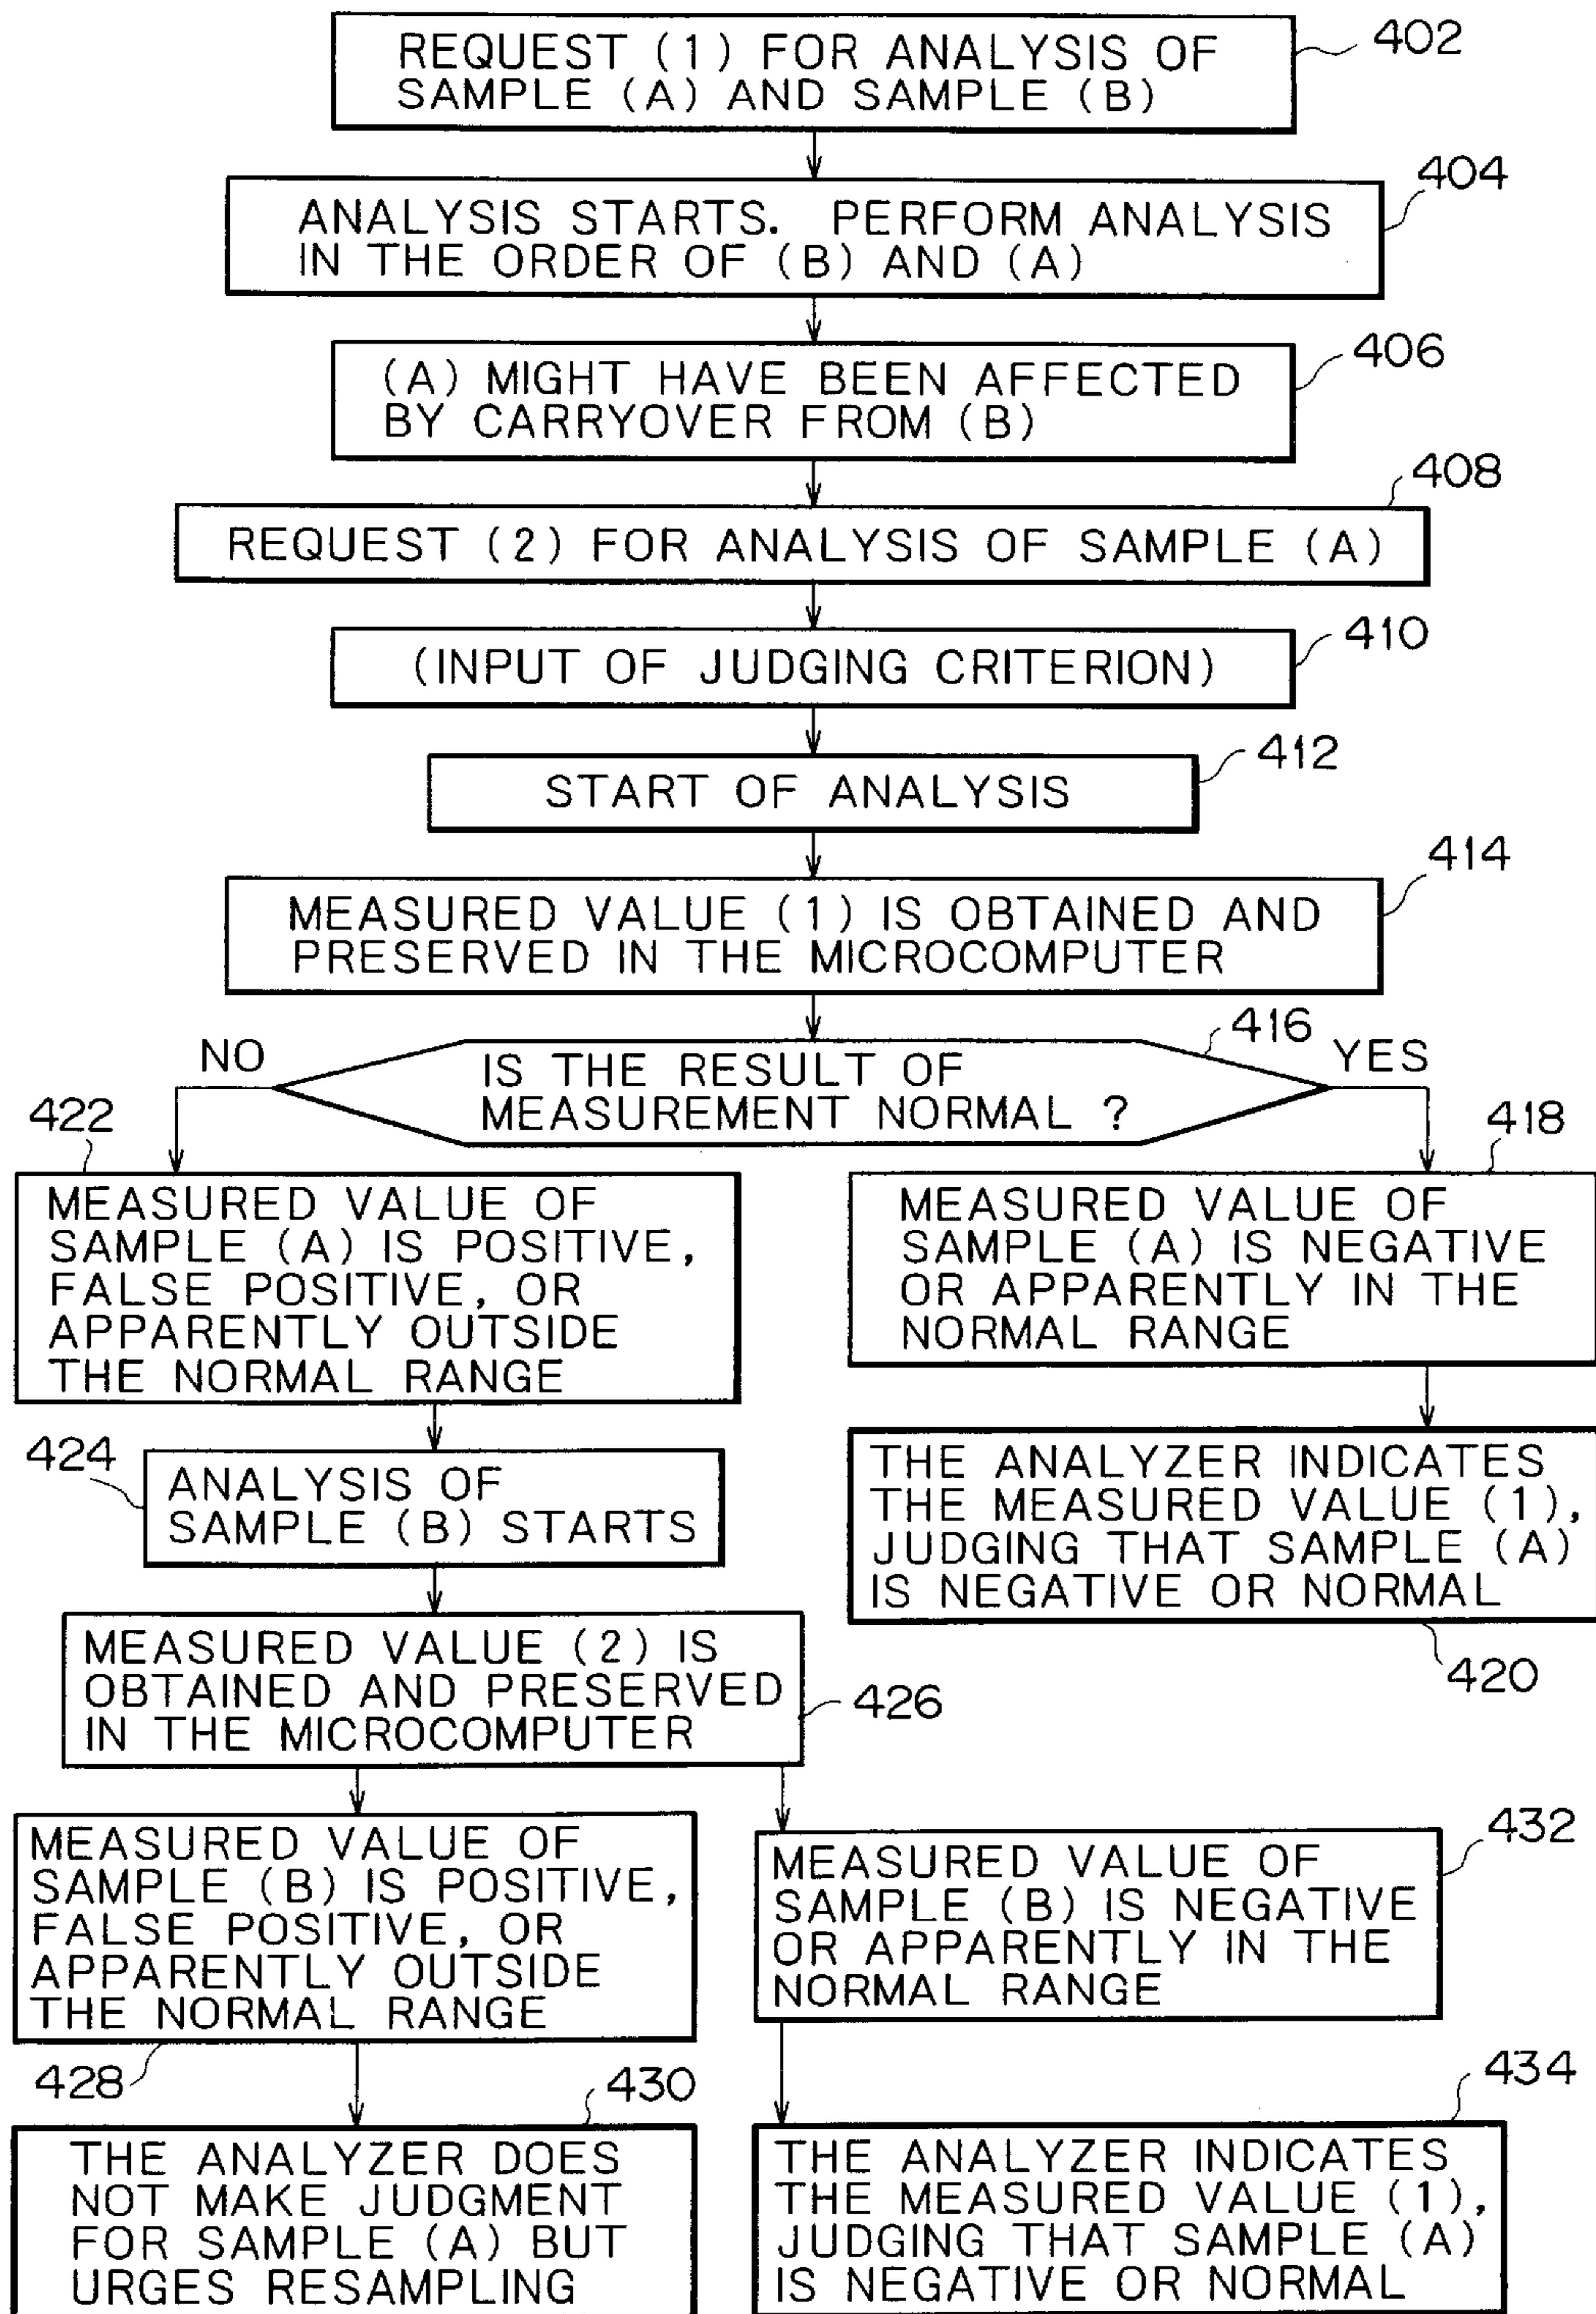 REQUEST (1) FOR ANALYSIS OF
SAMPLE (A) AND SAMPLE (B)
402
ANALYSIS STARTS. PERFORM ANALYSIS
IN THE ORDER OF (B) AND (A)
404
(A) MIGHT HAVE BEEN AFFECTED
BY CARRYOVER FROM (B)
406
408
REQUEST (2) FOR ANALYSIS OF SAMPLE (A)
(INPUT OF JUDGING CRITERION)
410
START OF ANALYSIS
412
414
MEASURED VALUE (1) IS OBTAINED AND
PRESERVED IN THE MICROCOMPUTER
416
NO
YES
IS THE RESULT OF
MEASUREMENT NORMAL ?
422
MEASURED VALUE OF
SAMPLE (A) IS POSITIVE,
FALSE POSITIVE, OR
APPARENTLY OUTSIDE
THE NORMAL RANGE
418
MEASURED VALUE OF
SAMPLE (A) IS NEGATIVE
OR APPARENTLY IN THE
NORMAL RANGE
424
ANALYSIS OF
SAMPLE (B) STARTS
THE ANALYZER INDICATES
THE MEASURED VALUE (1),
JUDGING THAT SAMPLE (A)
IS NEGATIVE OR NORMAL
420
MEASURED VALUE (2) IS
OBTAINED AND PRESERVED
IN THE MICROCOMPUTER
426
MEASURED VALUE OF
SAMPLE (B) IS POSITIVE,
FALSE POSITIVE, OR
APPARENTLY OUTSIDE
THE NORMAL RANGE
428
432
MEASURED VALUE OF
SAMPLE (B) IS NEGATIVE
OR APPARENTLY IN THE
NORMAL RANGE
430
THE ANALYZER DOES
NOT MAKE JUDGMENT
FOR SAMPLE (A) BUT
URGES RESAMPLING
434
THE ANALYZER INDICATES
THE MEASURED VALUE (1),
JUDGING THAT SAMPLE (A)
IS NEGATIVE OR NORMAL